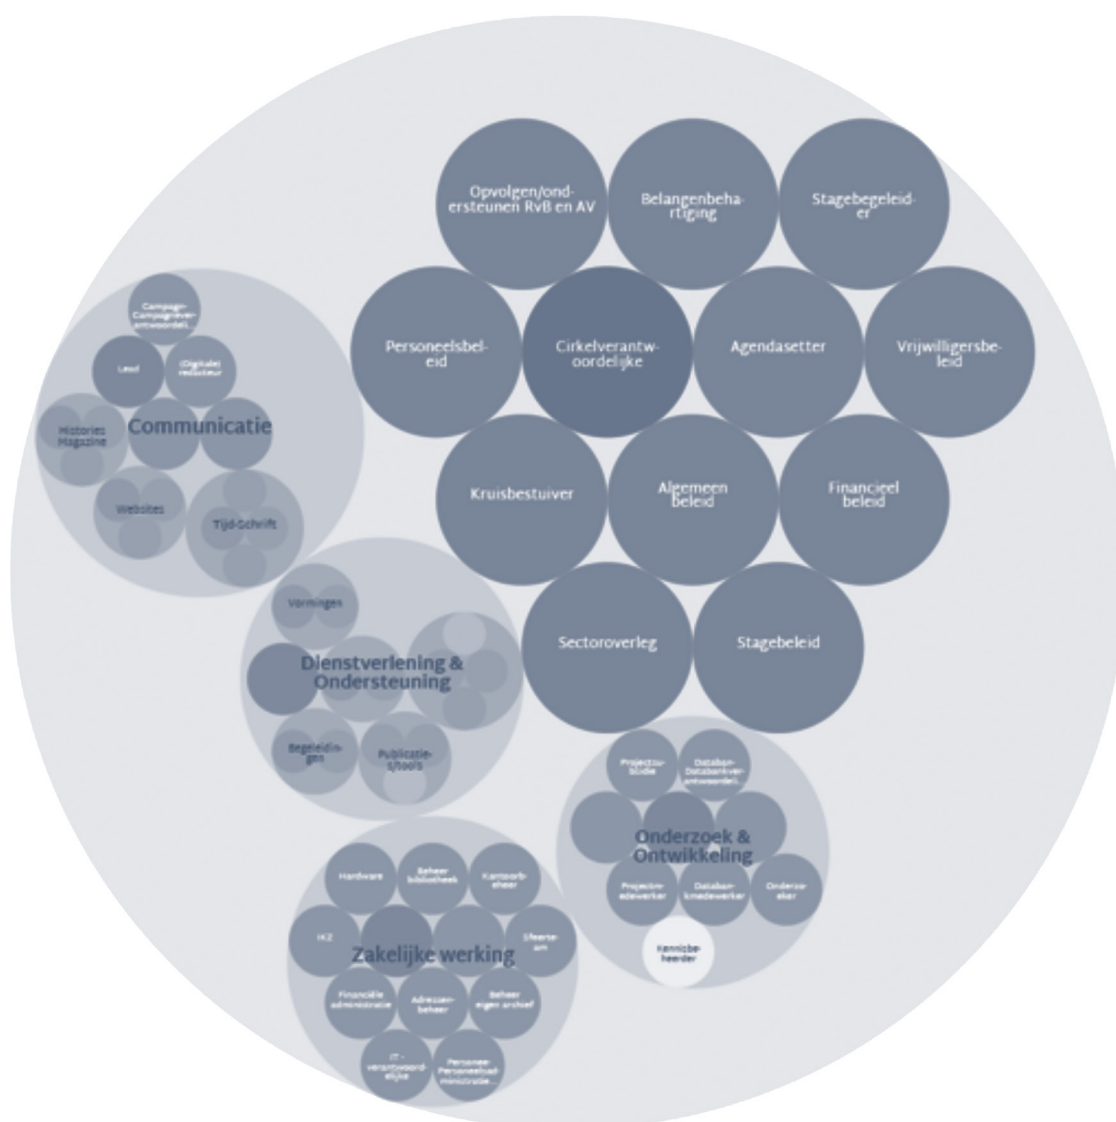 Opvolgen/ond-
ersteunen RvB en AV
Belangenbeha-
rtiging
Stagebegeleid-
er
Personeelsbel-
eid
Cirkelverantw-
oordelijke
Agendasetter
Vrijwilligersbe-
leid
Kruisbestuiver
Algemeen
beleid
Financieel
beleid
Sectoroverleg
Stagebeleid
Campage-
Campagnever-
antwoordeli...
Lead
(Digitale)
redacteur
Histories
Magazine
Communicatie
Websites
Tijd-Schrift
Vormingen
Dienstverlening &
Ondersteuning
Begeleidin-
gen
Publicatie-
s/tools
Projectsu-
bsidie
Databan-
Databankver-
antwoordeli...
Onderzoek &
Ontwikkeling
Projectm-
edewerker
Databan-
kmedewerker
Onderzo-
eker
Kennisbe-
heerder
Hardware
Beheer
bibliotheek
Kantoorb-
eheer
IKZ
Zakelijke werking
Sfeerte-
am
Financiële
administratie
Adressen-
beheer
Beheer
eigen archief
IT -
verantwoord-
elijke
Personee-
Personeelsad-
ministratie...